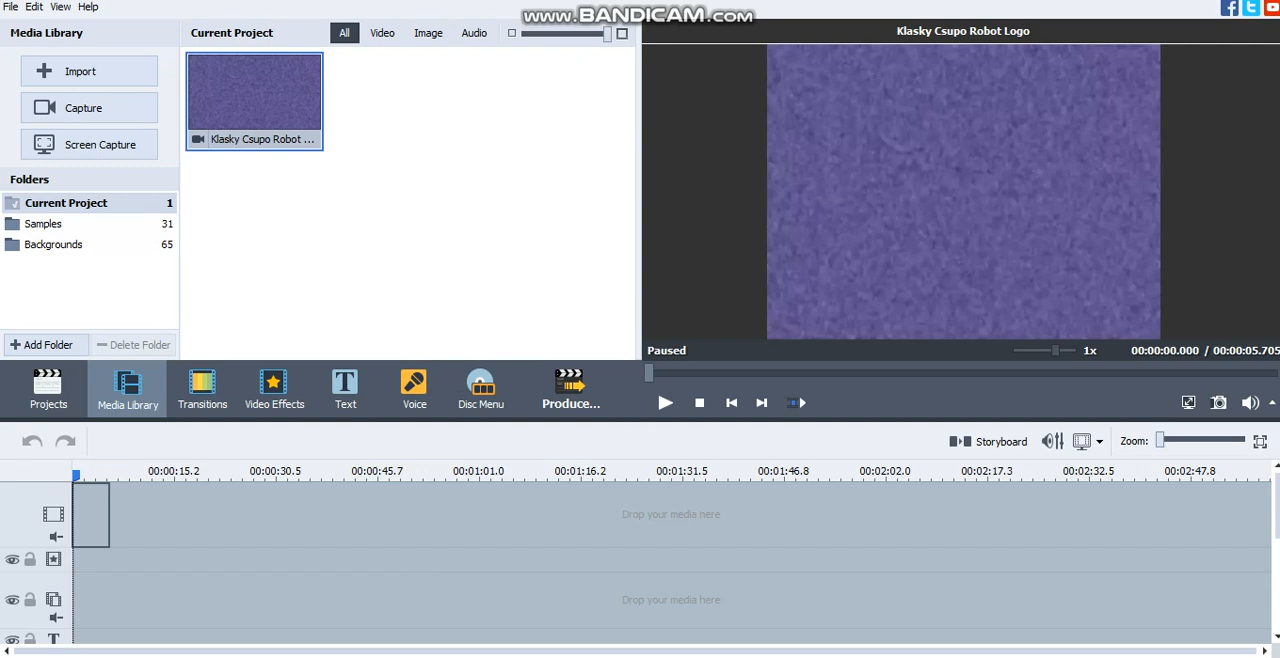 www.BANDICAM.com
File Edit View Help
Media Library
Current Project
All Video Image Audio
Klasky Csupo Robot Logo
Import
Capture
Screen Capture
Klasky Csupo Robot ...
Folders
Current Project 1
Samples 31
Backgrounds 65
Add Folder Delete Folder
Paused
1x
00:00:00.000 / 00:00:05.705
Projects
Media Library
Transitions
Video Effects
Text
Voice
Disc Menu
Produce...
Storyboard
Zoom:
00:00:15.2 00:00:30.5 00:00:45.7 00:01:01.0 00:01:16.2 00:01:31.5 00:01:46.8 00:02:02.0 00:02:17.3 00:02:32.5 00:02:47.8
Drop your media here
Drop your media here